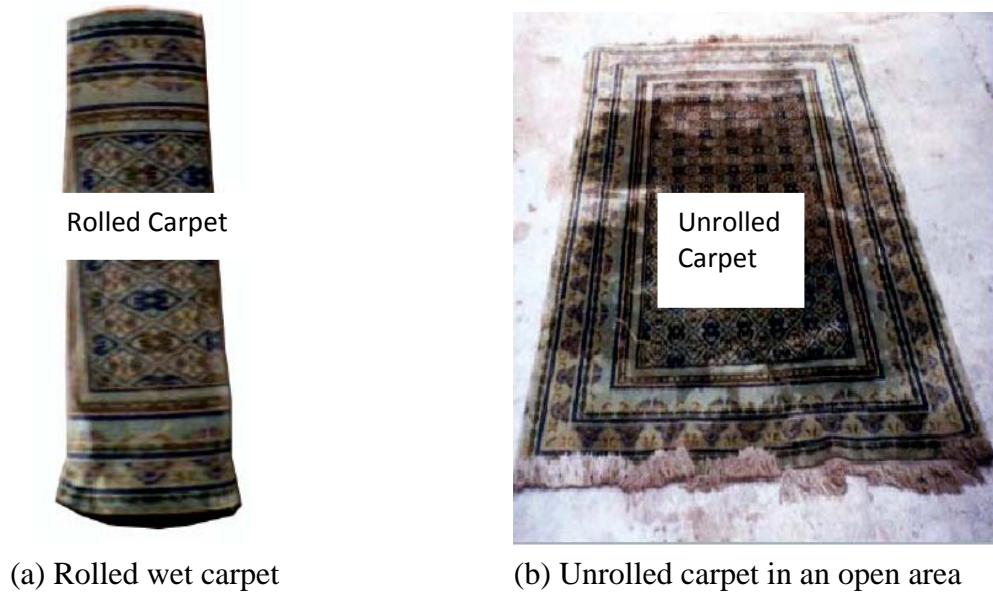 Rolled Carpet
Unrolled
Carpet
(a) Rolled wet carpet
(b) Unrolled carpet in an open area